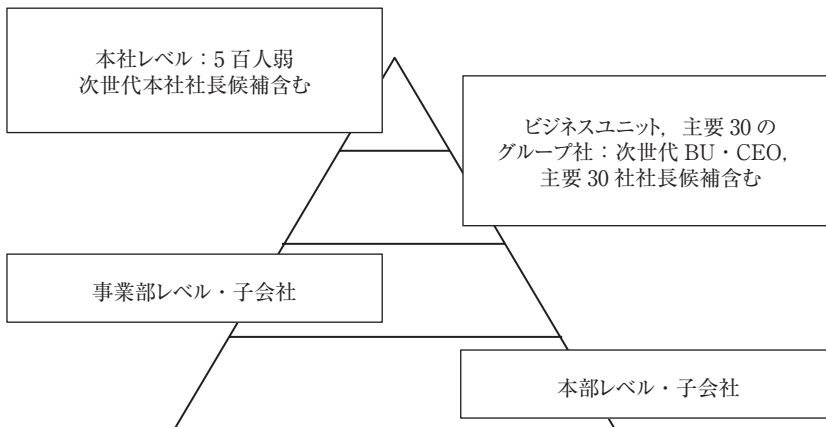 本社レベル：5 百人弱
次世代本社社長候補含む
ビジネスユニット，主要 30 の
グループ社：次世代 BU・CEO，
主要 30 社社長候補含む
事業部レベル・子会社
本部レベル・子会社